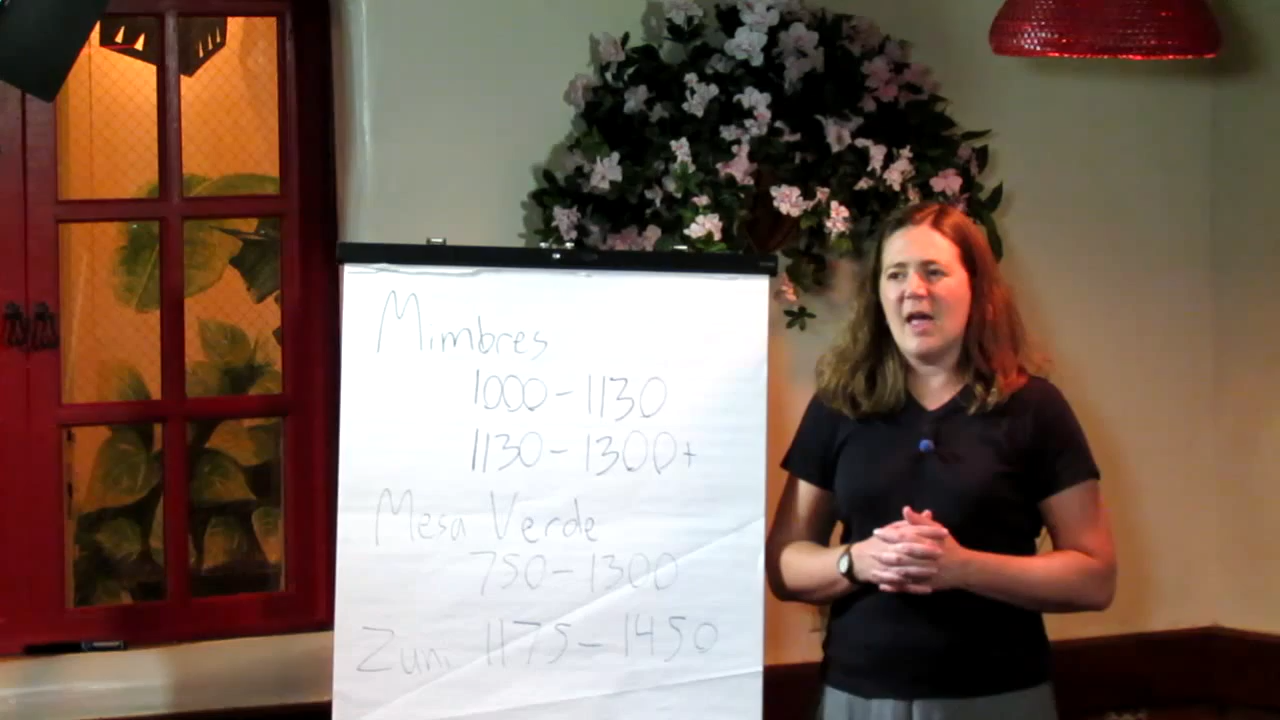 Mimbres
1000-1130
1130-1300+
Mesa Verde
750-1300
Zuni 1175-1450